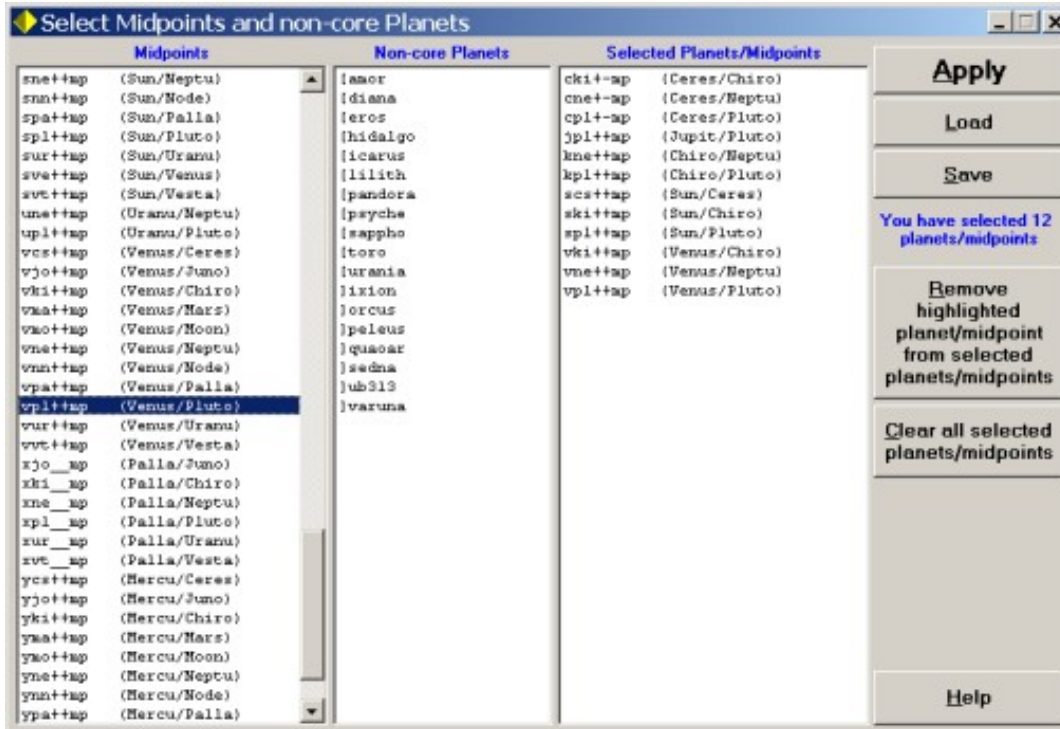 Select Midpoints and non-core Planets
Midpoints
sne++mp (Sun/Neptu)
snn++mp (Sun/Node)
spa++mp (Sun/Palla)
spl++mp (Sun/Pluto)
sur++mp (Sun/Uranu)
sve++mp (Sun/Venus)
svt++mp (Sun/Vesta)
une++mp (Uranu/Neptu)
upl++mp (Uranu/Pluto)
vcs++mp (Venus/Ceres)
vjo++mp (Venus/Juno)
vki++mp (Venus/Chiro)
vma++mp (Venus/Mars)
vmo++mp (Venus/Moon)
vne++mp (Venus/Neptu)
vnn++mp (Venus/Node)
vpa++mp (Venus/Palla)
vpl++mp (Venus/Pluto)
vur++mp (Venus/Uranu)
vvt++mp (Venus/Vesta)
xjo__mp (Palla/Juno)
xki__mp (Palla/Chiro)
xne__mp (Palla/Neptu)
xpl__mp (Palla/Pluto)
xur__mp (Palla/Uranu)
xvt__mp (Palla/Vesta)
ycs++mp (Mercu/Ceres)
yjo++mp (Mercu/Juno)
yki++mp (Mercu/Chiro)
yma++mp (Mercu/Mars)
ymo++mp (Mercu/Moon)
yne++mp (Mercu/Neptu)
ynn++mp (Mercu/Node)
ypa++mp (Mercu/Palla)
Non-core Planets
[amor
[diana
[eros
[hidalgo
[icarus
[lilith
[pandora
[psyche
[sappho
[toro
[urania
]ixion
]orcus
]peleus
]quaoar
]sedna
]ub313
]varuna
Selected Planets/Midpoints
cki+-mp (Ceres/Chiro)
cne+-mp (Ceres/Neptu)
cpl+-mp (Ceres/Pluto)
jpl++mp (Jupit/Pluto)
kne++mp (Chiro/Neptu)
kpl++mp (Chiro/Pluto)
scs++mp (Sun/Ceres)
ski++mp (Sun/Chiro)
spl++mp (Sun/Pluto)
vki++mp (Venus/Chiro)
vne++mp (Venus/Neptu)
vpl++mp (Venus/Pluto)
Apply
Load
Save
You have selected 12
planets/midpoints
Remove
highlighted
planet/midpoint
from selected
planets/midpoints
Clear all selected
planets/midpoints
Help